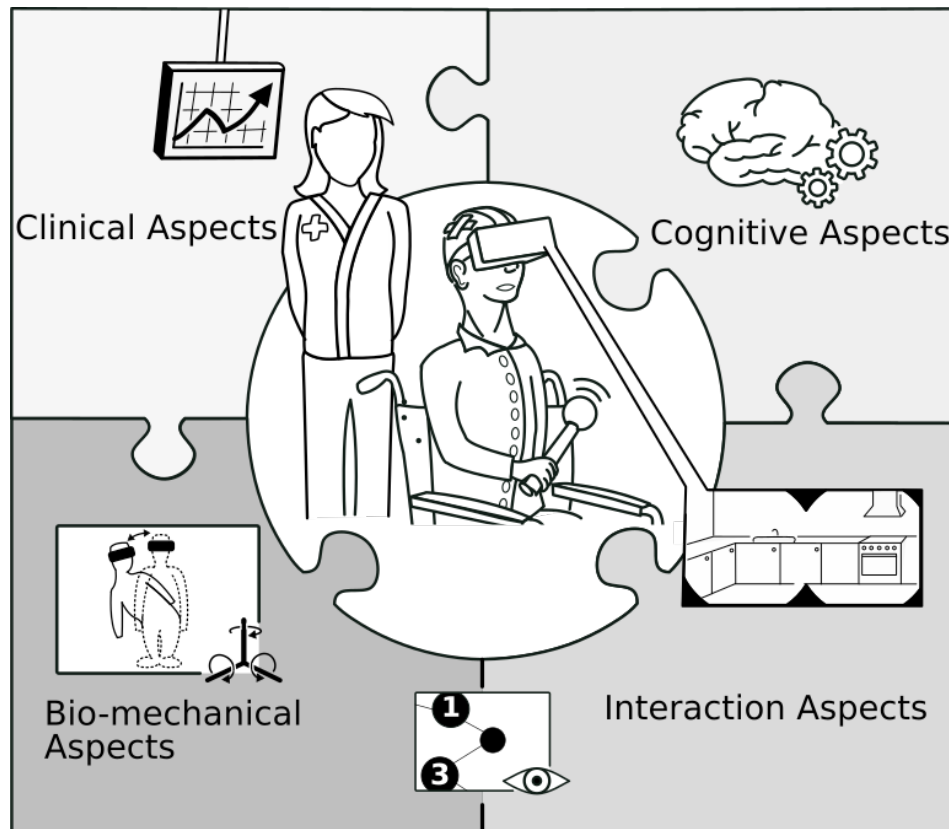 Clinical Aspects
Cognitive Aspects
Bio-mechanical
Aspects
Interaction Aspects
1
3